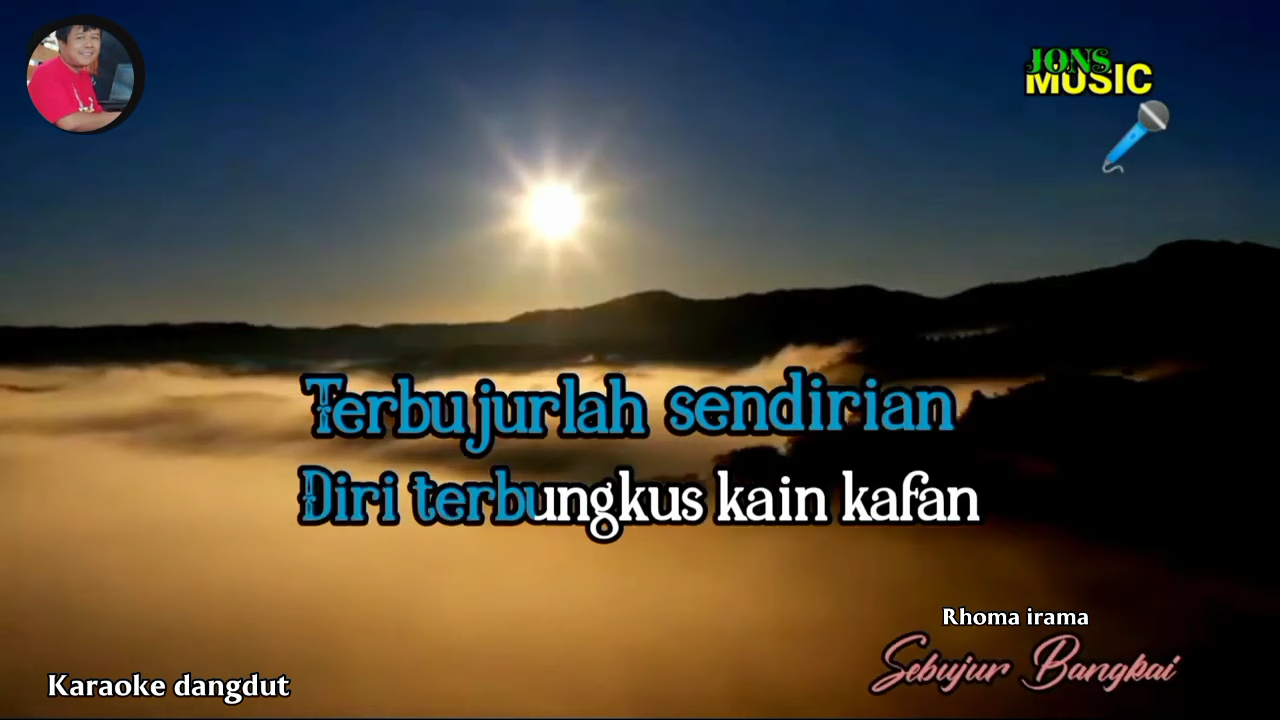 JONS
MUSIC
Terbujurlah sendirian
Diri terbungkus kain kafan
Rhoma irama
Sebujur Bangkai
Karaoke dangdut